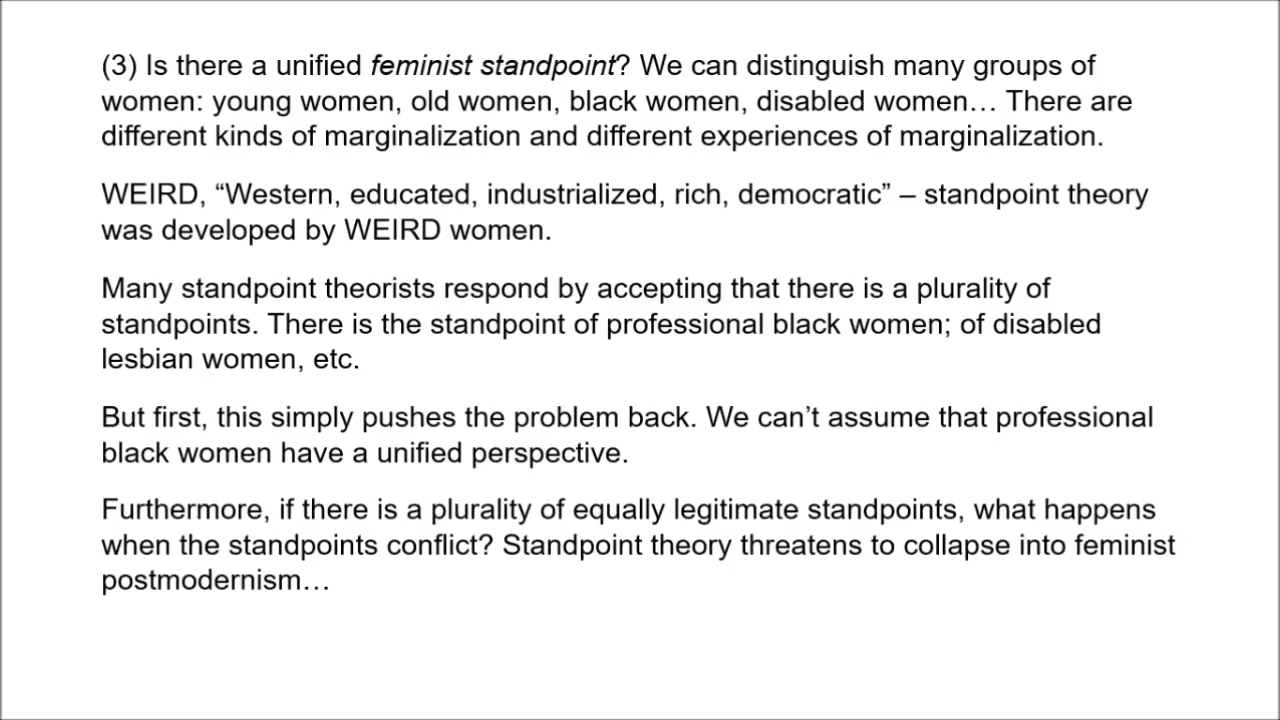 (3) Is there a unified feminist standpoint? We can distinguish many groups of
women: young women, old women, black women, disabled women… There are
different kinds of marginalization and different experiences of marginalization.
WEIRD, “Western, educated, industrialized, rich, democratic” – standpoint theory
was developed by WEIRD women.
Many standpoint theorists respond by accepting that there is a plurality of
standpoints. There is the standpoint of professional black women; of disabled
lesbian women, etc.
But first, this simply pushes the problem back. We can’t assume that professional
black women have a unified perspective.
Furthermore, if there is a plurality of equally legitimate standpoints, what happens
when the standpoints conflict? Standpoint theory threatens to collapse into feminist
postmodernism…